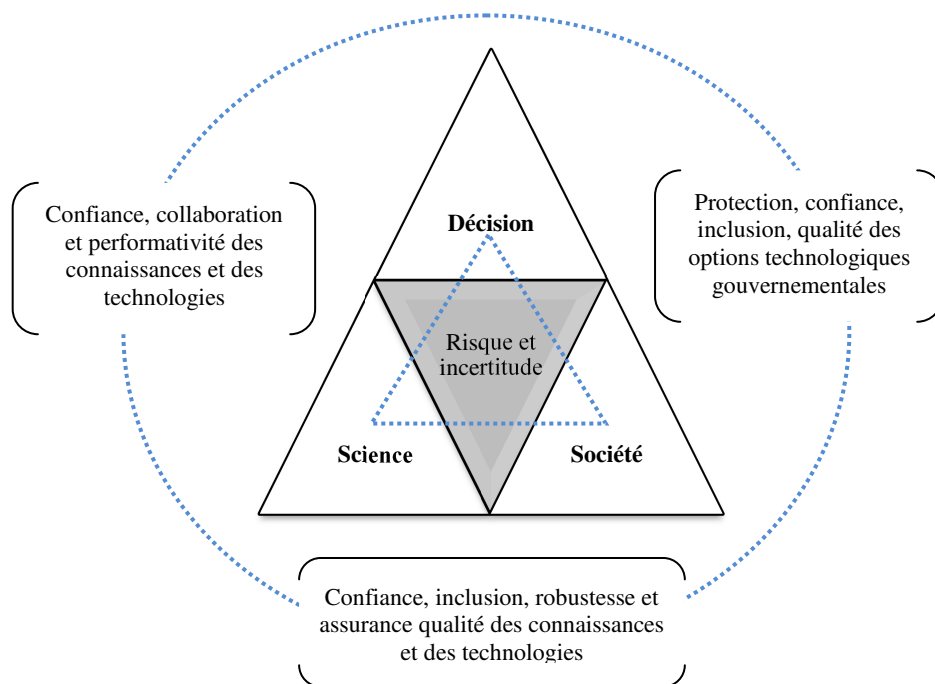 Confiance, collaboration
et performativité des
connaissances et des
technologies
Protection, confiance,
inclusion, qualité des
options technologiques
gouvernementales
Décision
Risque et
incertitude
Science
Société
Confiance, inclusion, robustesse et
assurance qualité des connaissances
et des technologies